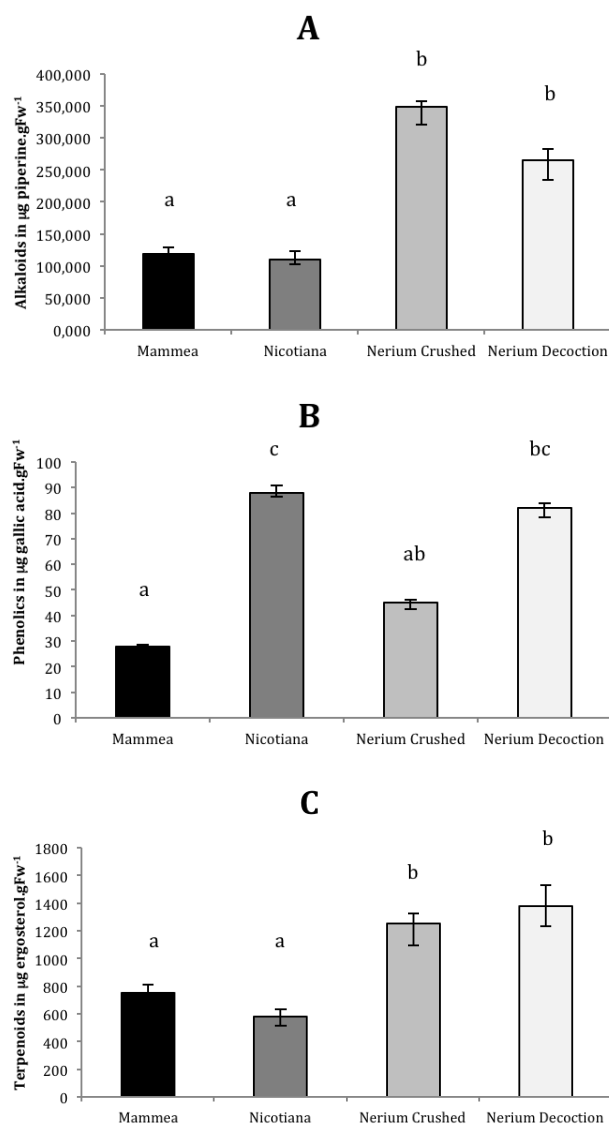 A
Alkaloids in µg piperine.gFw⁻¹
400,000
350,000
300,000
250,000
200,000
150,000
100,000
50,000
0,000
a
a
b
b
Mammea
Nicotiana
Nerium Crushed
Nerium Decoction
B
Phenolics in µg gallic acid.gFw⁻¹
100
90
80
70
60
50
40
30
20
10
0
a
c
ab
bc
Mammea
Nicotiana
Nerium Crushed
Nerium Decoction
C
Terpenoids in µg ergosterol.gFw⁻¹
1800
1600
1400
1200
1000
800
600
400
200
0
a
a
b
b
Mammea
Nicotiana
Nerium Crushed
Nerium Decoction